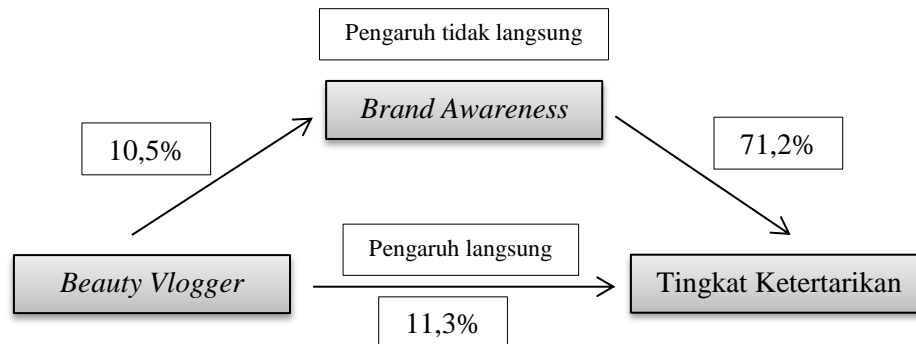 Pengaruh tidak langsung
Brand Awareness
10,5%
71,2%
Pengaruh langsung
Beauty Vlogger
Tingkat Ketertarikan
11,3%